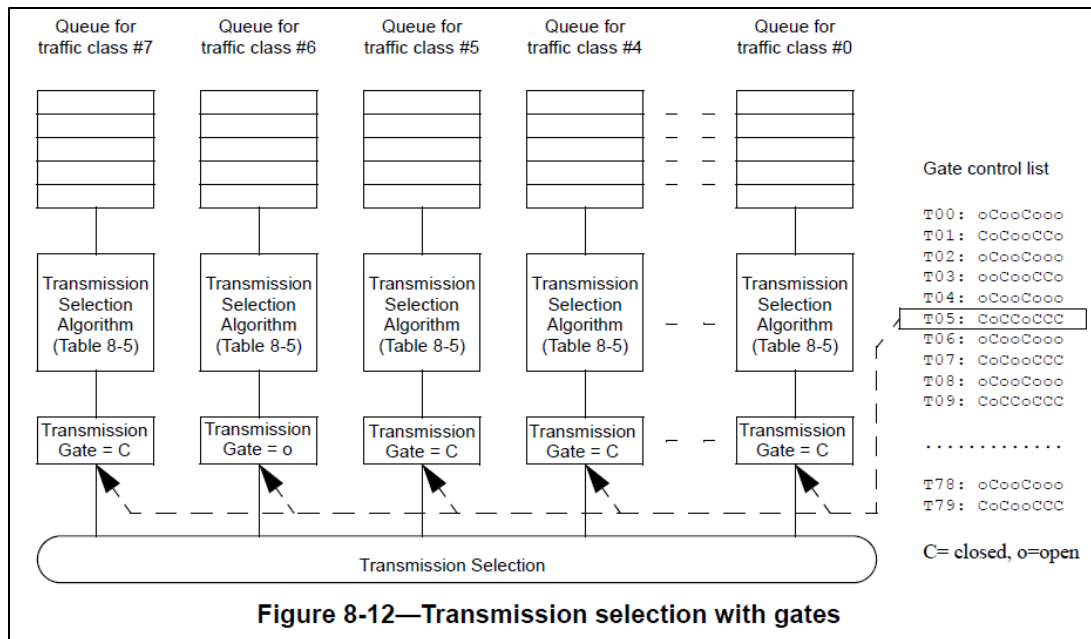 Queue for
traffic class #7
Queue for
traffic class #6
Queue for
traffic class #5
Queue for
traffic class #4
Queue for
traffic class #0
Transmission
Selection
Algorithm
(Table 8-5)
Transmission
Selection
Algorithm
(Table 8-5)
Transmission
Selection
Algorithm
(Table 8-5)
Transmission
Selection
Algorithm
(Table 8-5)
Transmission
Selection
Algorithm
(Table 8-5)
Transmission
Gate = C
Transmission
Gate = o
Transmission
Gate = C
Transmission
Gate = C
Transmission
Gate = C
Transmission Selection
Gate control list
T00: oCooCooo
T01: CoCooCCo
T02: oCooCooo
T03: ooCooCCo
T04: oCooCooo
T05: CoCCoCCC
T06: oCooCooo
T07: CoCooCCC
T08: oCooCooo
T09: CoCCoCCC
. . . . . . . . . . . . .
T78: oCooCooo
T79: CoCooCCC
C= closed, o=open
Figure 8-12—Transmission selection with gates